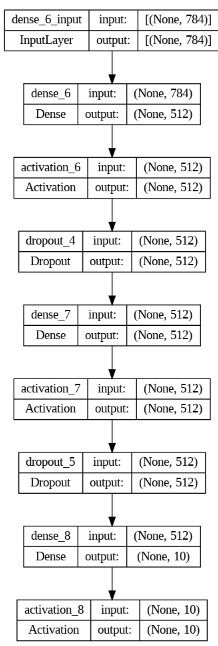 dense_6_input input: [(None, 784)]
InputLayer output: [(None, 784)]
dense_6 input: (None, 784)
Dense output: (None, 512)
activation_6 input: (None, 512)
Activation output: (None, 512)
dropout_4 input: (None, 512)
Dropout output: (None, 512)
dense_7 input: (None, 512)
Dense output: (None, 512)
activation_7 input: (None, 512)
Activation output: (None, 512)
dropout_5 input: (None, 512)
Dropout output: (None, 512)
dense_8 input: (None, 512)
Dense output: (None, 10)
activation_8 input: (None, 10)
Activation output: (None, 10)